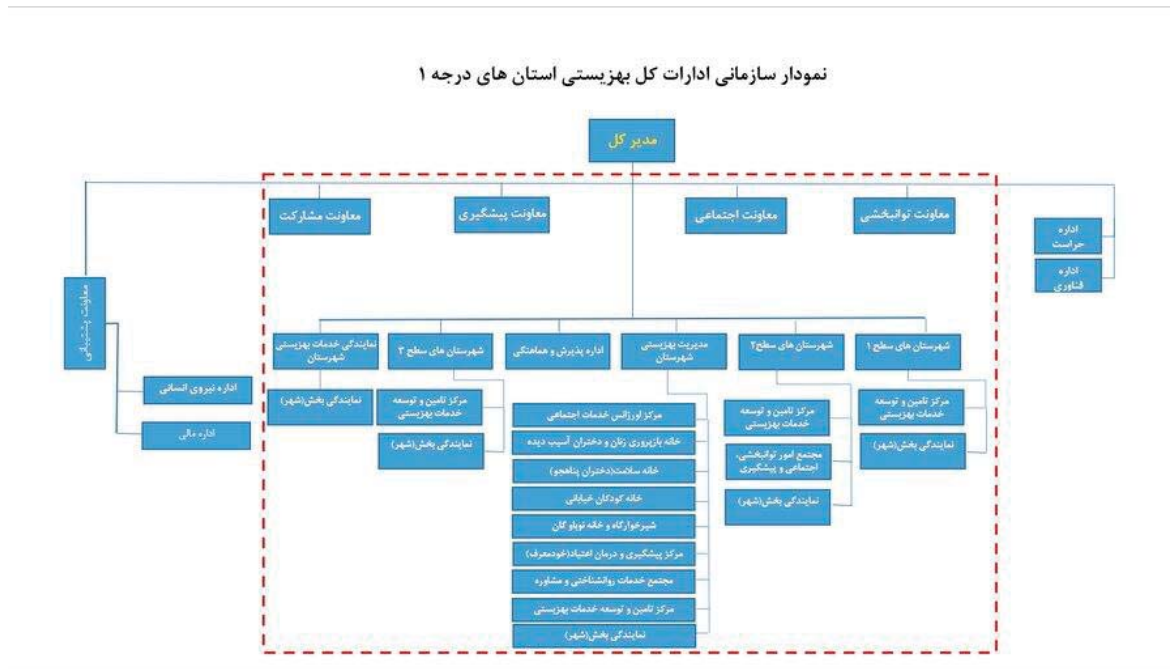 نمودار سازمانی ادارات کل بهزیستی استان های درجه ۱
مدیر کل
معاونت توانبخشی
معاونت اجتماعی
معاونت پیشگیری
معاونت مشارکت
اداره
حراست
اداره
فناوری
معاونت پشتیبانی
اداره نیروی انسانی
اداره مالی
شهرستان های سطح ۱
مرکز تامین و توسعه
خدمات بهزیستی
نمایندگی بخش(شهر)
شهرستان های سطح۲
مرکز تامین و توسعه
خدمات بهزیستی
مجتمع امور توانبخشی،
اجتماعی و پیشگیری
نمایندگی بخش(شهر)
مدیریت بهزیستی
شهرستان
مرکز اورژانس خدمات اجتماعی
خانه بازپروری زنان و دختران آسیب دیده
خانه سلامت(دختران پناهجو)
خانه کودکان خیابانی
شیرخوارگاه و خانه نوباو گان
مرکز پیشگیری و درمان اعتیاد(خودمعرف)
مجتمع خدمات روانشناختی و مشاوره
مرکز تامین و توسعه خدمات بهزیستی
نمایندگی بخش(شهر)
اداره پذیرش و هماهنگی
شهرستان های سطح ۳
مرکز تامین و توسعه
خدمات بهزیستی
نمایندگی بخش(شهر)
نمایندگی خدمات بهزیستی
شهرستان
نمایندگی بخش(شهر)